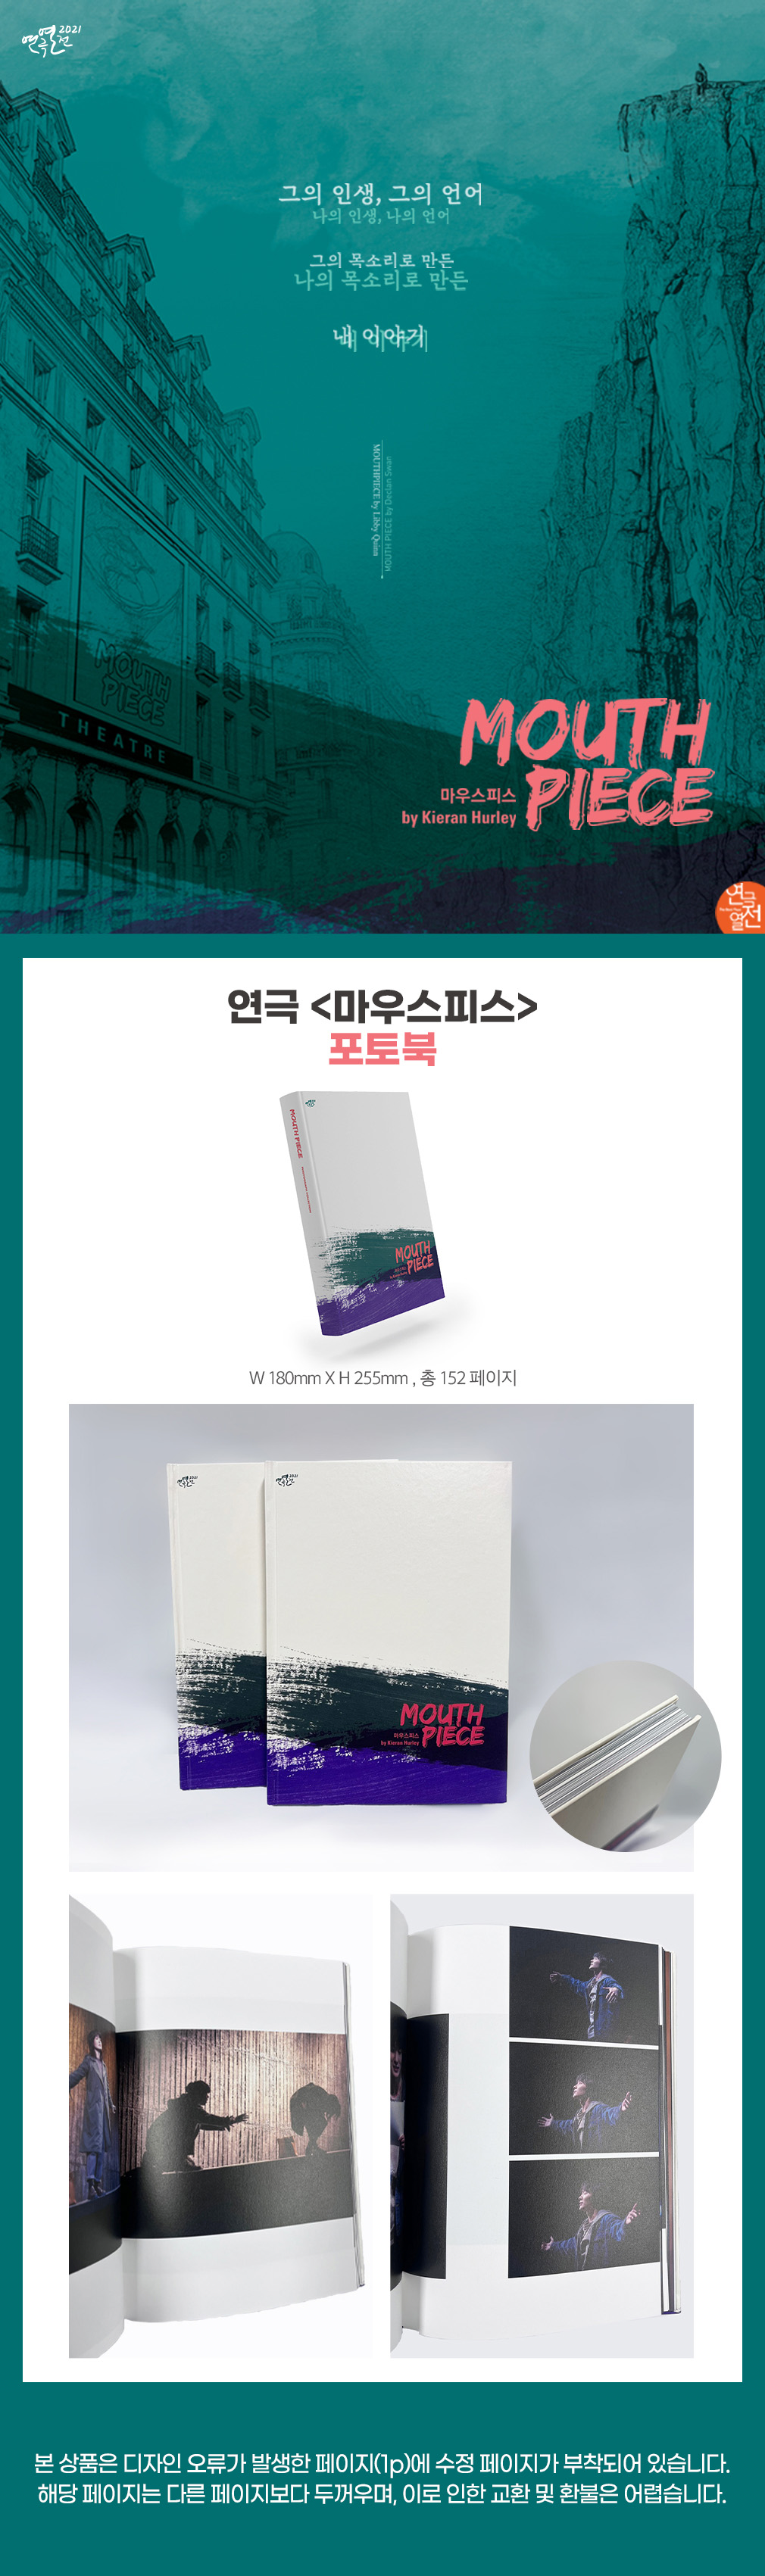 연극열전 2021
그의 인생, 그의 언어
나의 인생, 나의 언어
그의 목소리로 만든
나의 목소리로 만든
내 이야기
MOUTHPIECE by Libby Quinn
MOUTH PIECE by Declan Swan
MOUTH
PIECE
THEATRE
MOUTH
PIECE
마우스피스
by Kieran Hurley
연극
열전
연극 <마우스피스>
포토북
MOUTH PIECE
MOUTH
PIECE
W 180mm X H 255mm , 총 152 페이지
연극열전 2021
연극열전 2021
MOUTH
PIECE
마우스피스
by Kieran Hurley
본 상품은 디자인 오류가 발생한 페이지(1p)에 수정 페이지가 부착되어 있습니다.
해당 페이지는 다른 페이지보다 두꺼우며, 이로 인한 교환 및 환불은 어렵습니다.